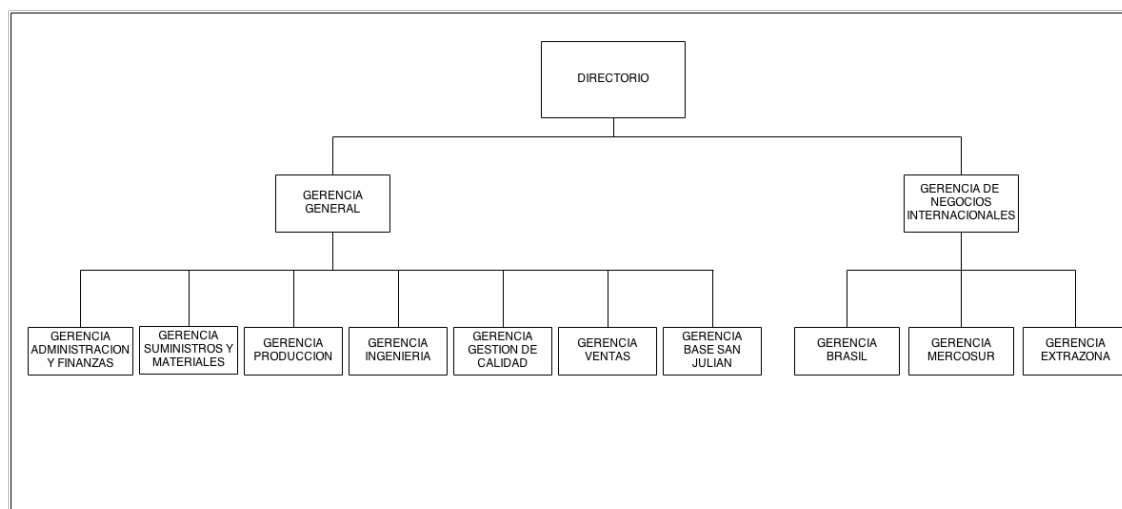 DIRECTORIO
GERENCIA
GENERAL
GERENCIA DE
NEGOCIOS
INTERNACIONALES
GERENCIA
ADMINISTRACION
Y FINANZAS
GERENCIA
SUMINISTROS Y
MATERIALES
GERENCIA
PRODUCCION
GERENCIA
INGENIERIA
GERENCIA
GESTION DE
CALIDAD
GERENCIA
VENTAS
GERENCIA
BASE SAN
JULIAN
GERENCIA
BRASIL
GERENCIA
MERCOSUR
GERENCIA
EXTRAZONA